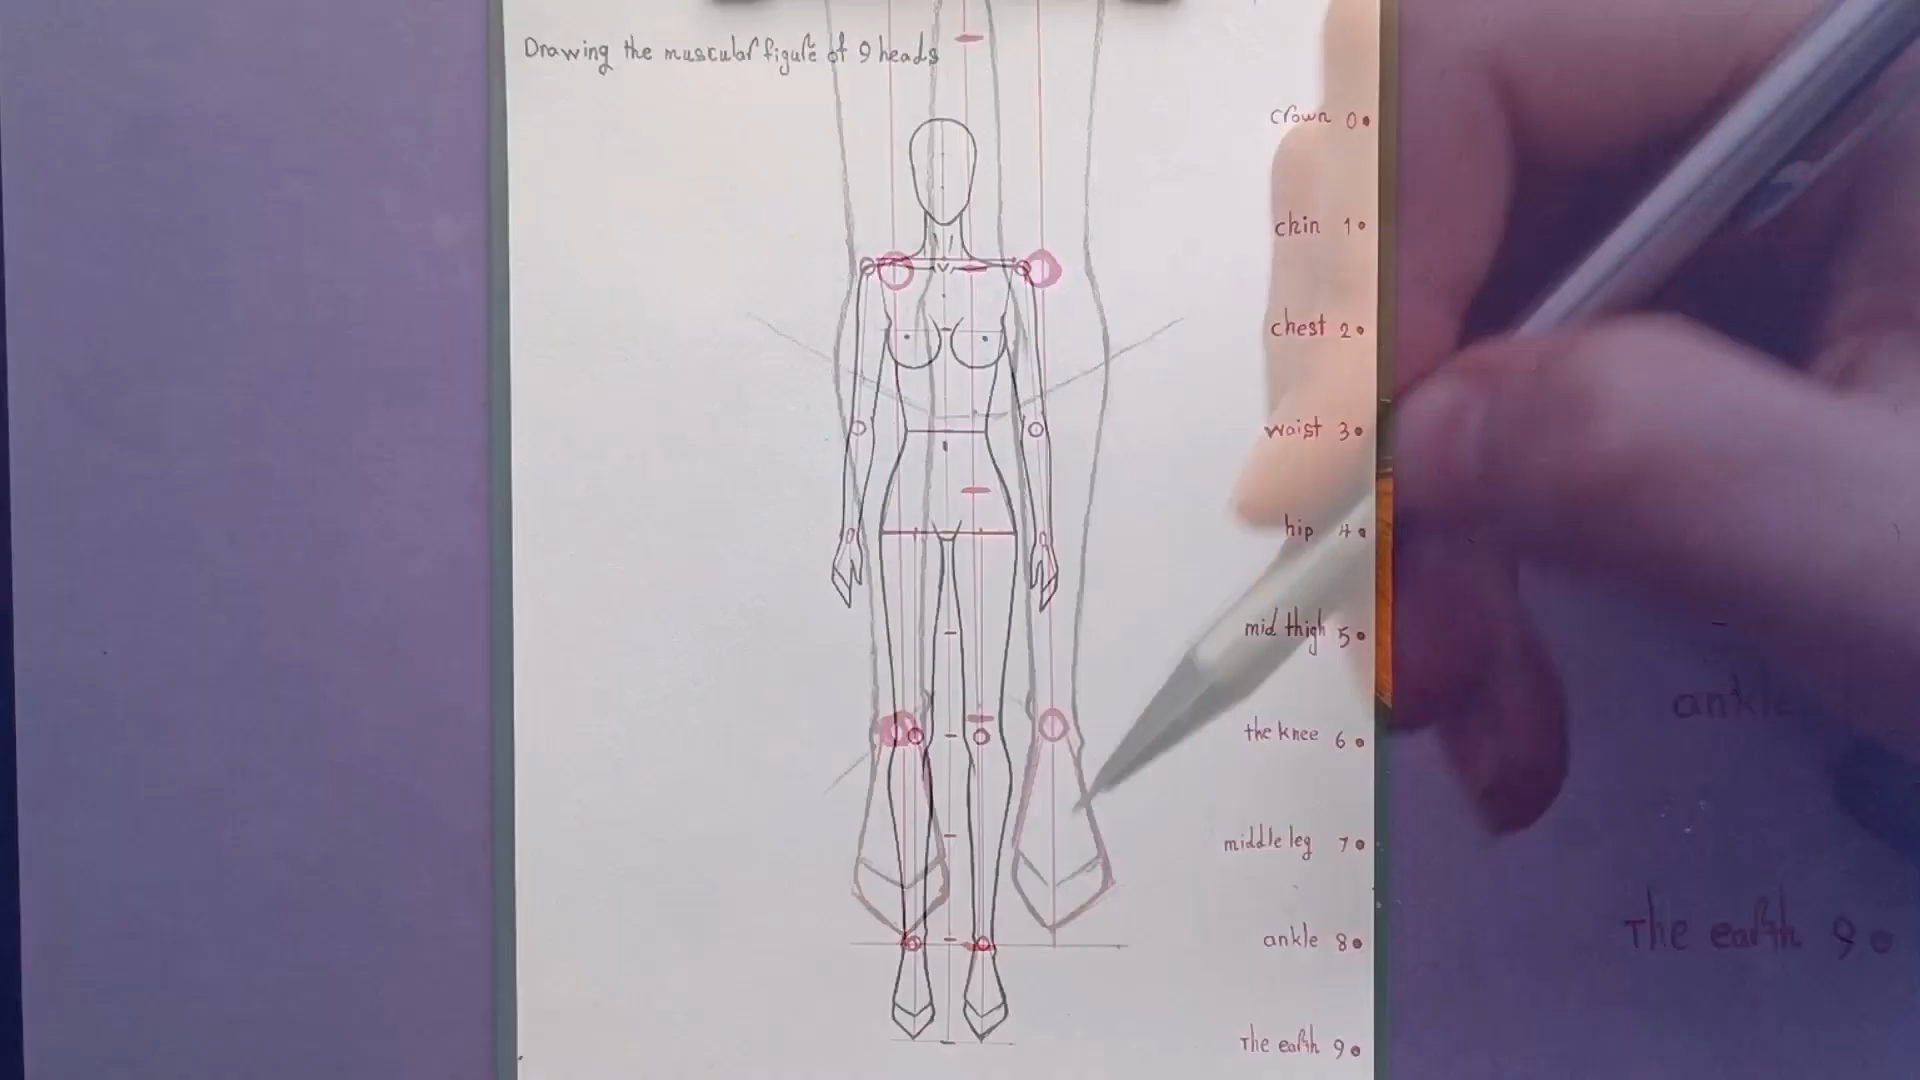 Drawing the muscular figure of 9 heads
crown 0
chin 1
chest 2
waist 3
hip 4
mid thigh 5
the knee 6
middle leg 7
ankle 8
The earth 9
ankle
The earth 9